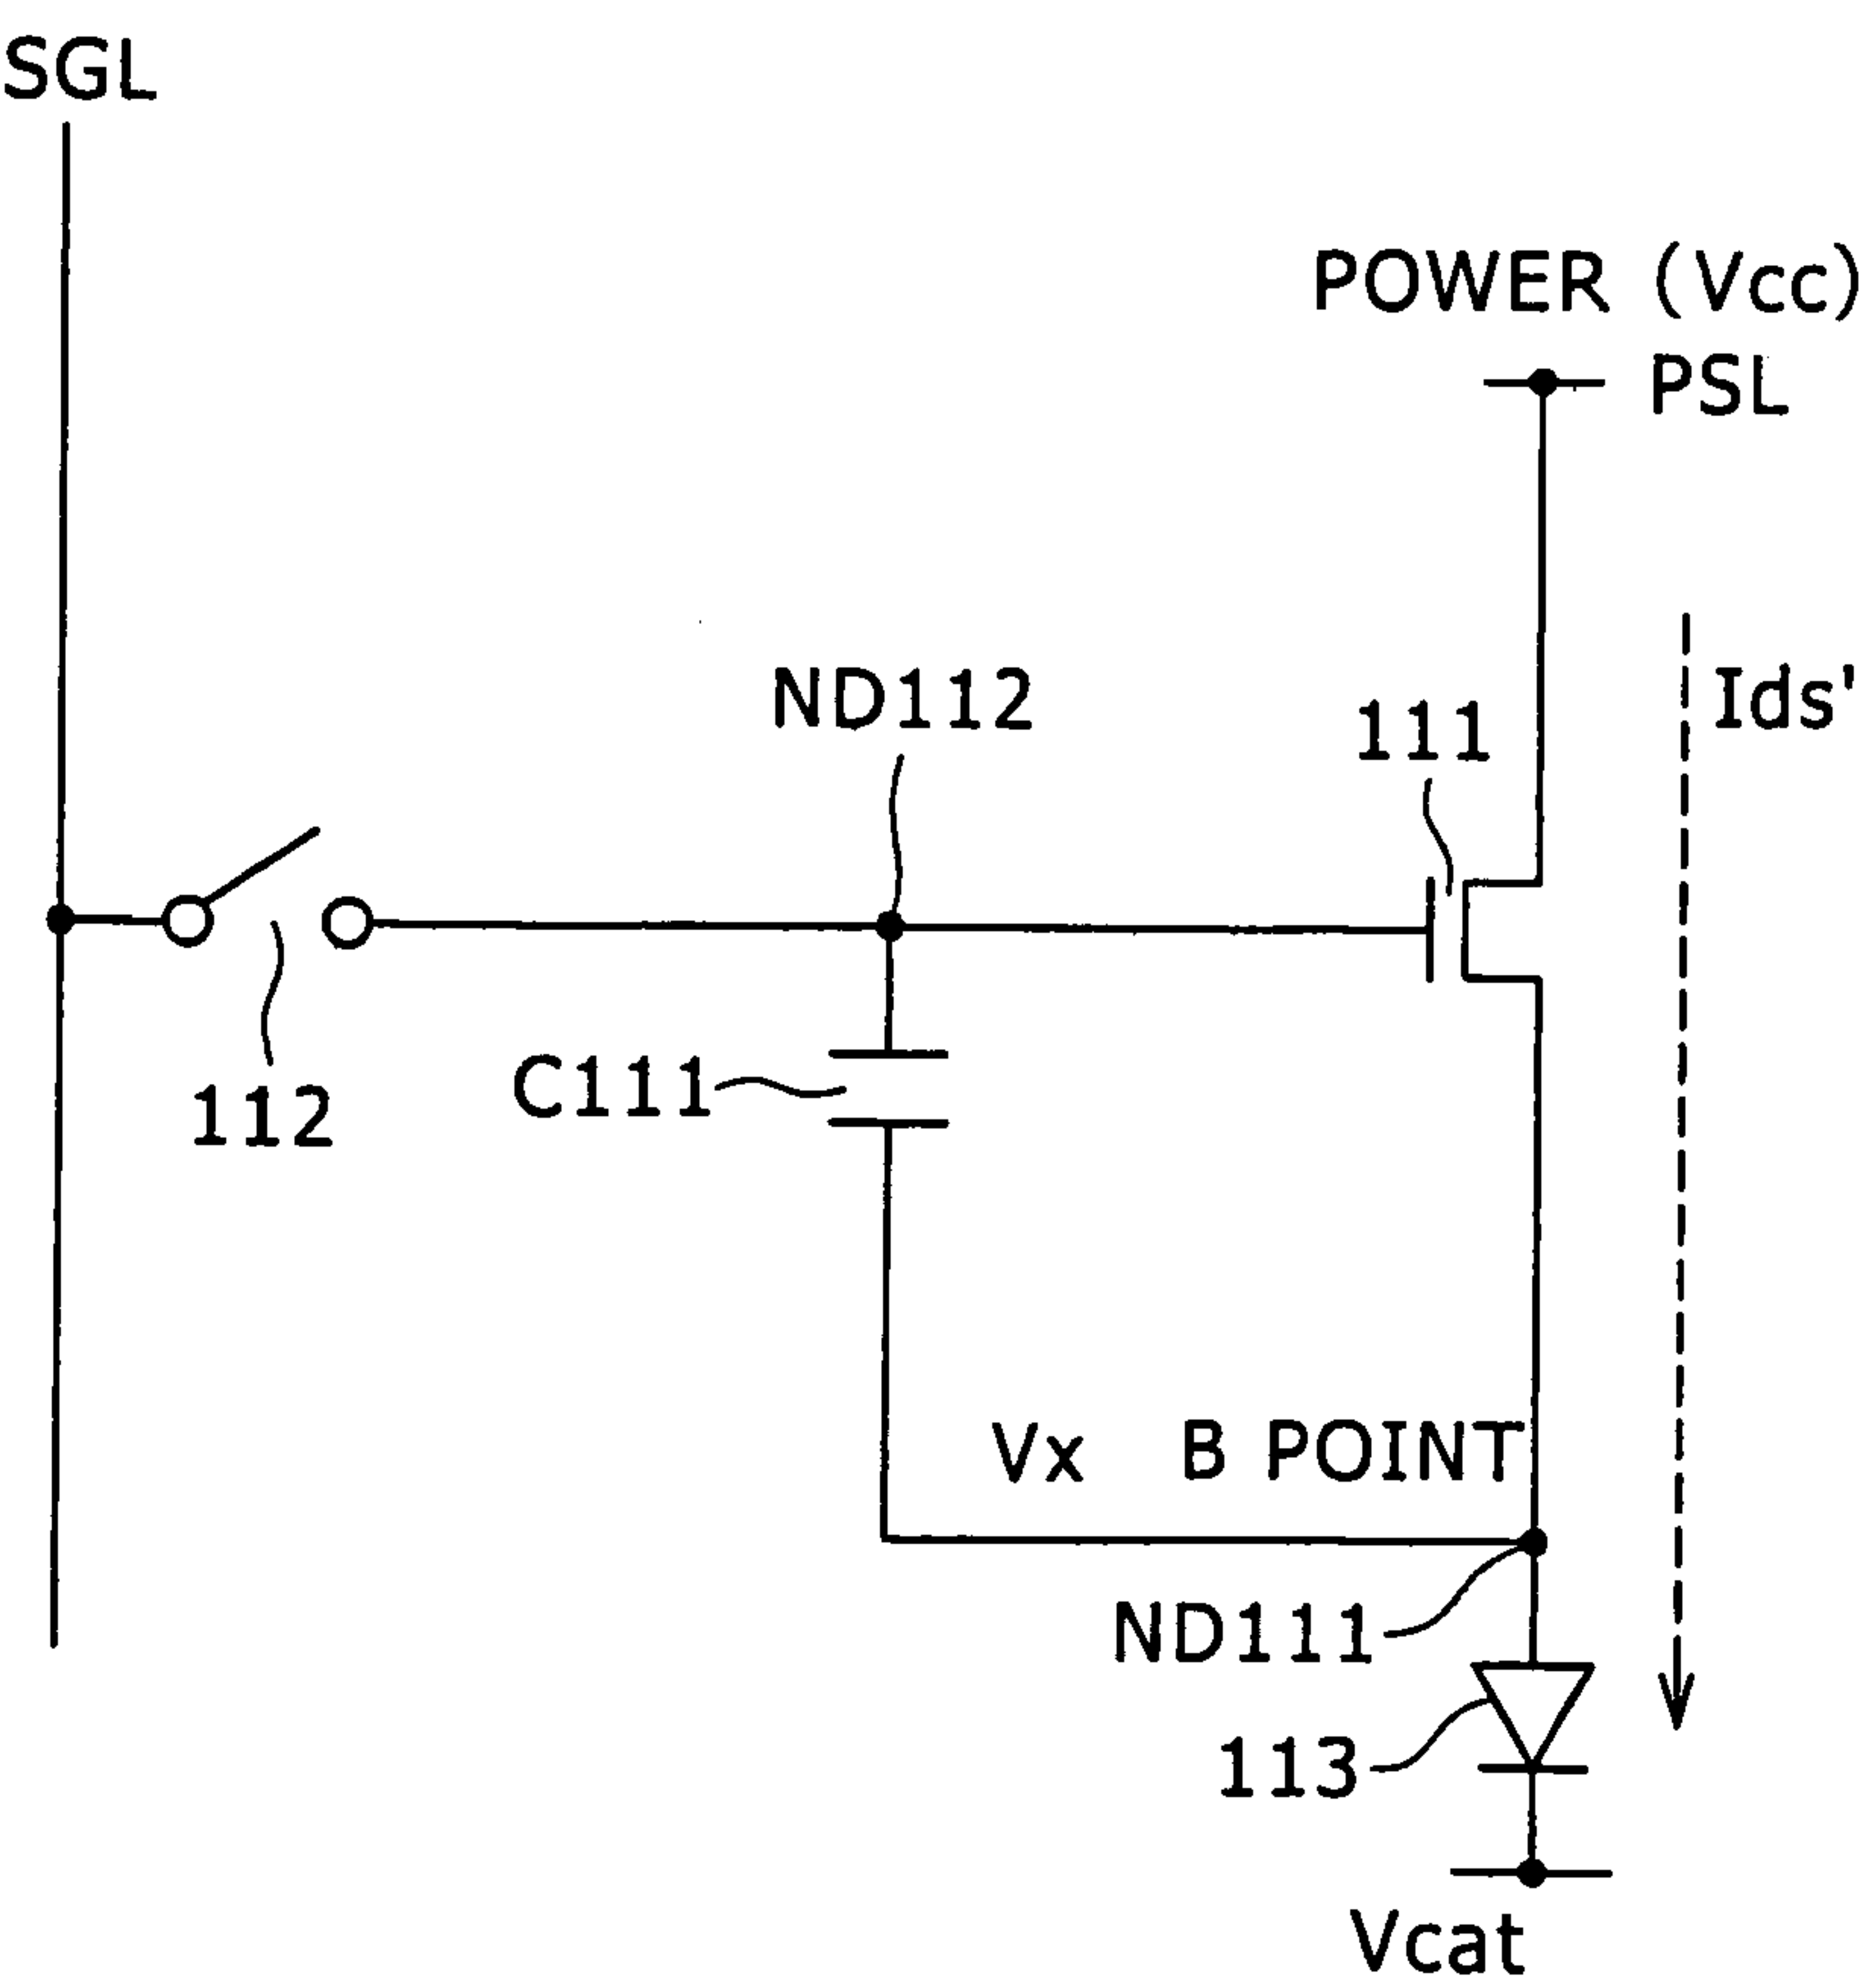 SGL
POWER (Vcc)
PSL
ND112
111
Ids'
112
C111
Vx B POINT
ND111
113
Vcat